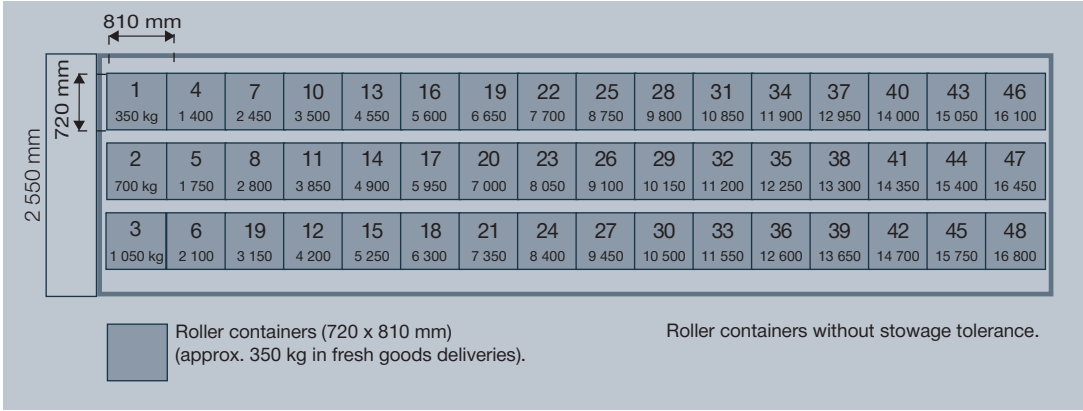 810 mm
720 mm
2 550 mm
1 4 7 10 13 16 19 22 25 28 31 34 37 40 43 46
350 kg 1 400 2 450 3 500 4 550 5 600 6 650 7 700 8 750 9 800 10 850 11 900 12 950 14 000 15 050 16 100
2 5 8 11 14 17 20 23 26 29 32 35 38 41 44 47
700 kg 1 750 2 800 3 850 4 900 5 950 7 000 8 050 9 100 10 150 11 200 12 250 13 300 14 350 15 400 16 450
3 6 19 12 15 18 21 24 27 30 33 36 39 42 45 48
1 050 kg 2 100 3 150 4 200 5 250 6 300 7 350 8 400 9 450 10 500 11 550 12 600 13 650 14 700 15 750 16 800
Roller containers (720 x 810 mm)
(approx. 350 kg in fresh goods deliveries).
Roller containers without stowage tolerance.